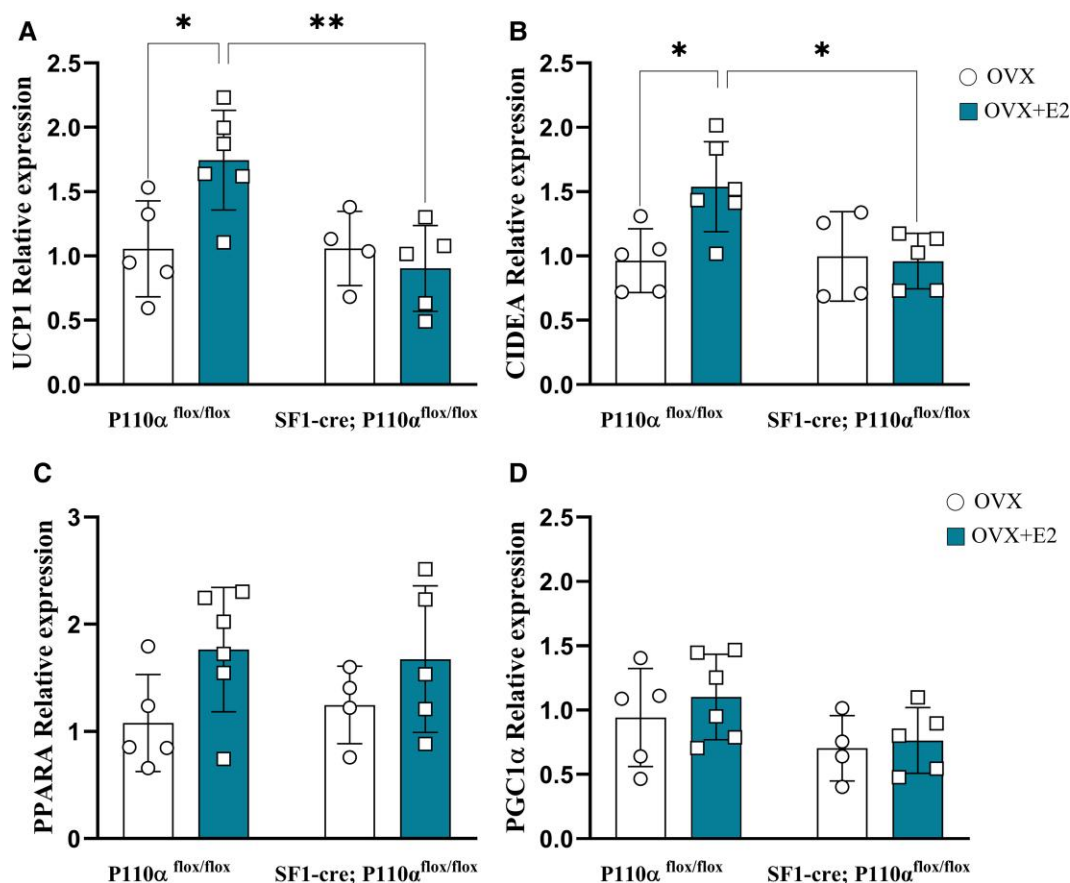 A
* **
UCP1 Relative expression
2.5
2.0
1.5
1.0
0.5
0.0
P110α flox/flox SF1-cre; P110α flox/flox
B
* *
CIDEA Relative expression
2.5
2.0
1.5
1.0
0.5
0.0
P110α flox/flox SF1-cre; P110α flox/flox
OVX
OVX+E2
C
PPARA Relative expression
3
2
1
0
P110α flox/flox SF1-cre; P110α flox/flox
D
PGC1α Relative expression
2.5
2.0
1.5
1.0
0.5
0.0
P110α flox/flox SF1-cre; P110α flox/flox
OVX
OVX+E2